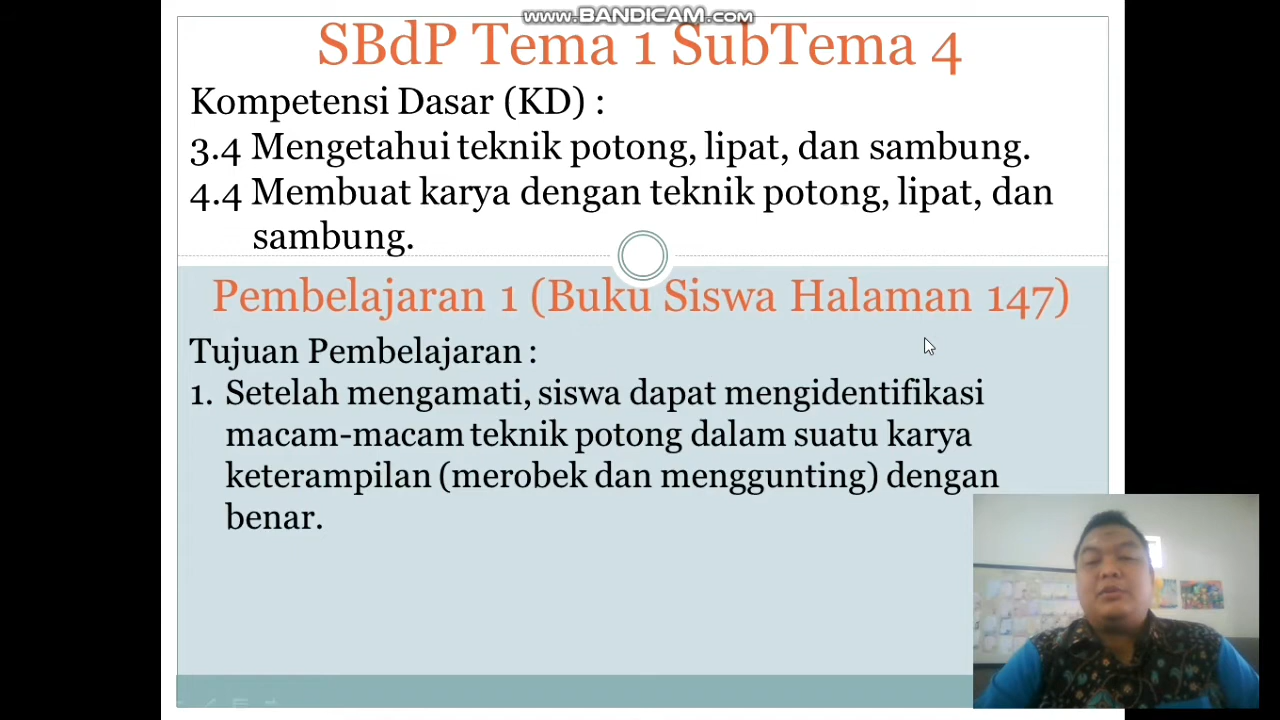 WWW.BANDICAM.COM
SBdP Tema 1 SubTema 4
Kompetensi Dasar (KD) :
3.4 Mengetahui teknik potong, lipat, dan sambung.
4.4 Membuat karya dengan teknik potong, lipat, dan
sambung.
Pembelajaran 1 (Buku Siswa Halaman 147)
Tujuan Pembelajaran :
1. Setelah mengamati, siswa dapat mengidentifikasi
macam-macam teknik potong dalam suatu karya
keterampilan (merobek dan menggunting) dengan
benar.